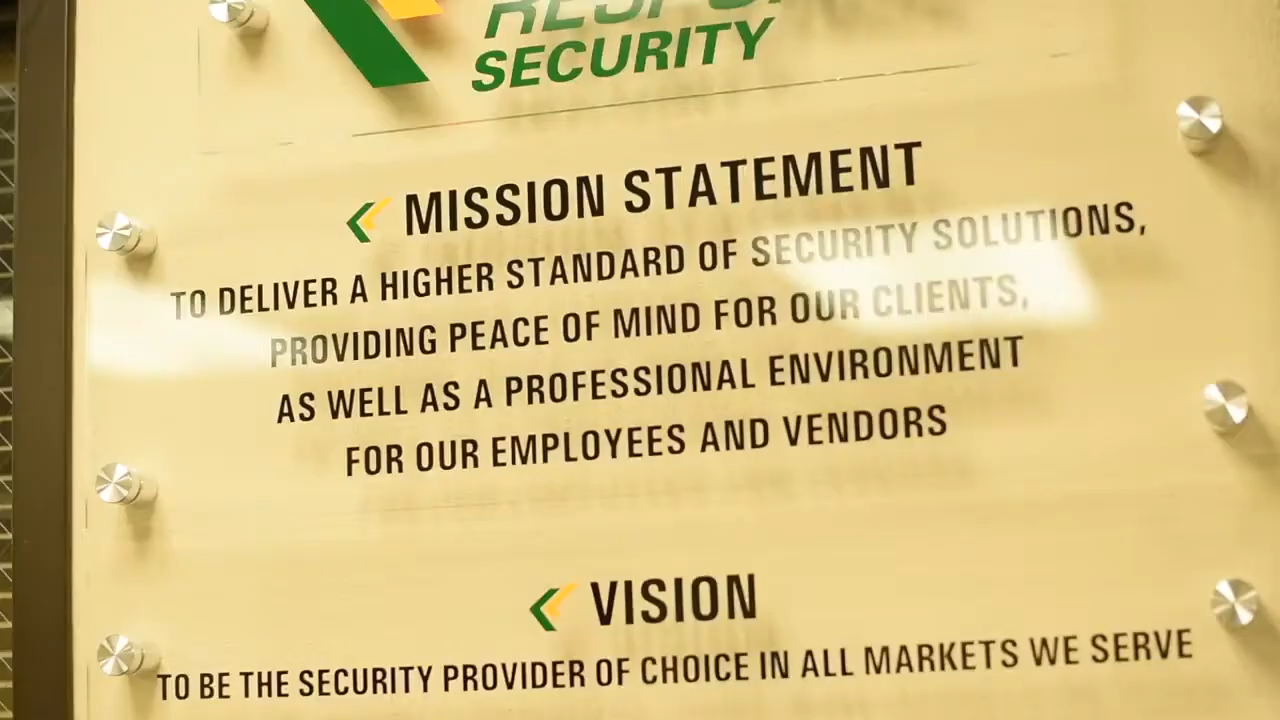 SECURITY
MISSION STATEMENT
TO DELIVER A HIGHER STANDARD OF SECURITY SOLUTIONS,
PROVIDING PEACE OF MIND FOR OUR CLIENTS,
AS WELL AS A PROFESSIONAL ENVIRONMENT
FOR OUR EMPLOYEES AND VENDORS
VISION
TO BE THE SECURITY PROVIDER OF CHOICE IN ALL MARKETS WE SERVE